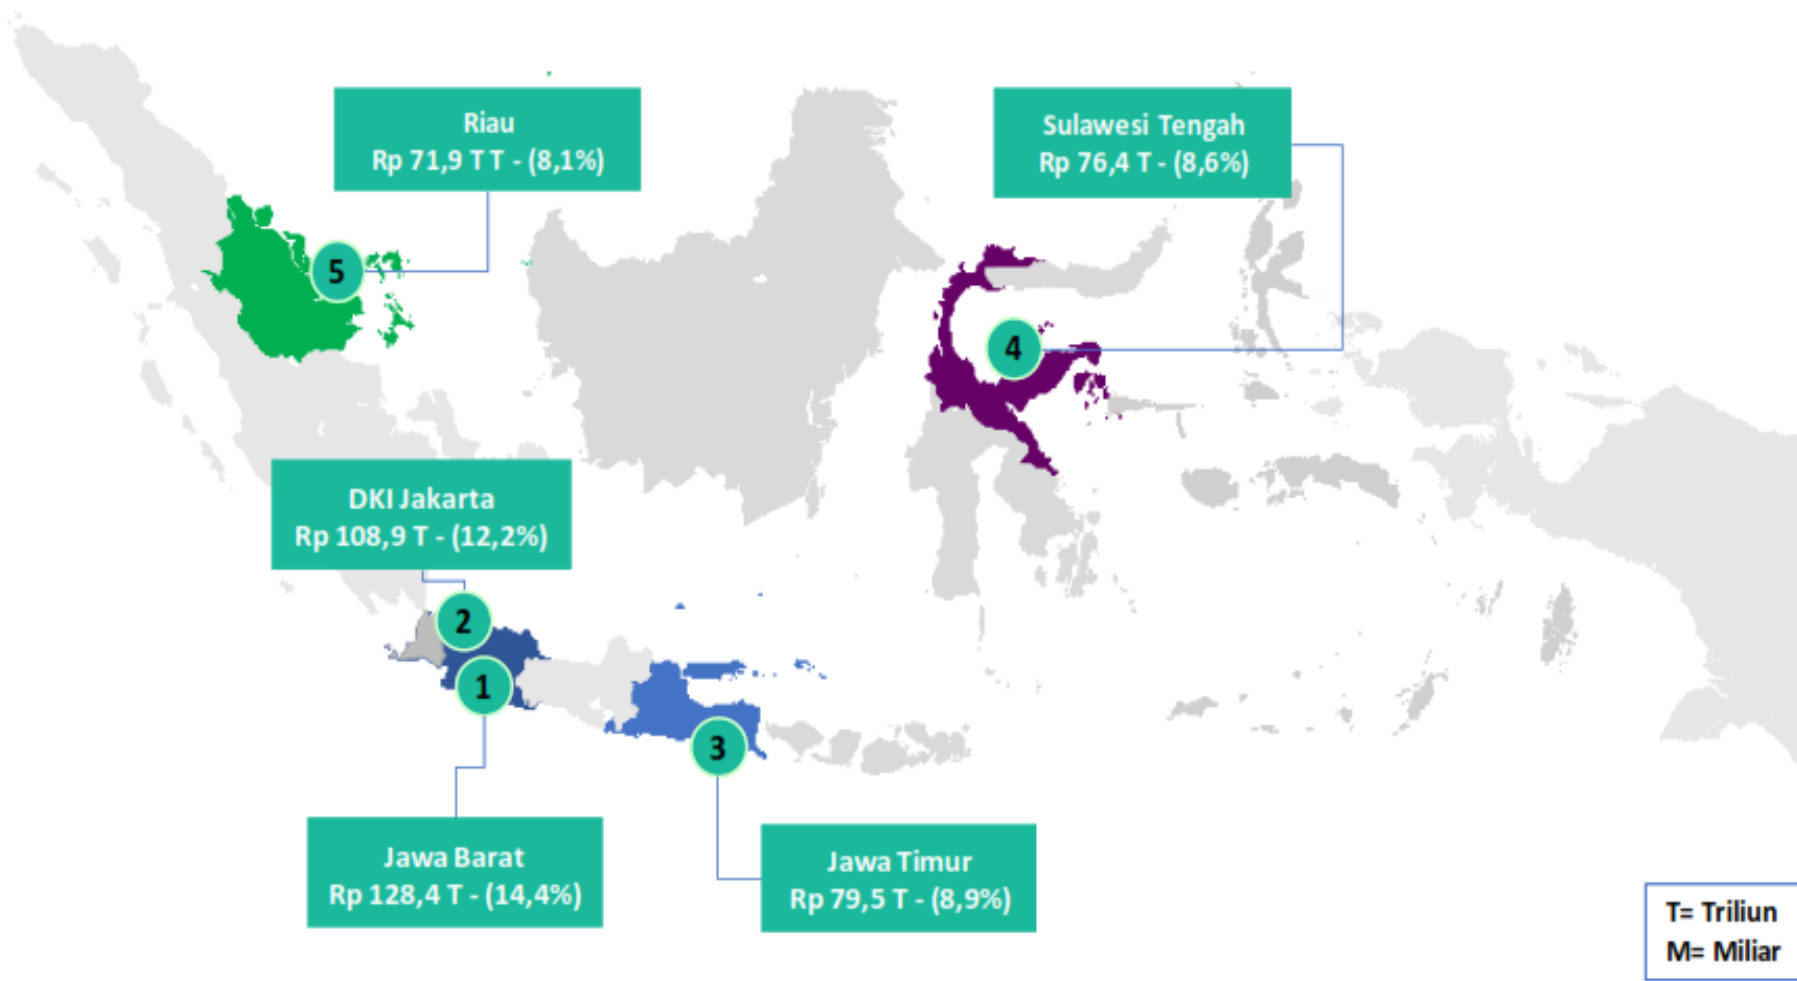 Riau
Rp 71,9 TT - (8,1%)
Sulawesi Tengah
Rp 76,4 T - (8,6%)
5
4
DKI Jakarta
Rp 108,9 T - (12,2%)
2
1
3
Jawa Barat
Rp 128,4 T - (14,4%)
Jawa Timur
Rp 79,5 T - (8,9%)
T= Triliun
M= Miliar